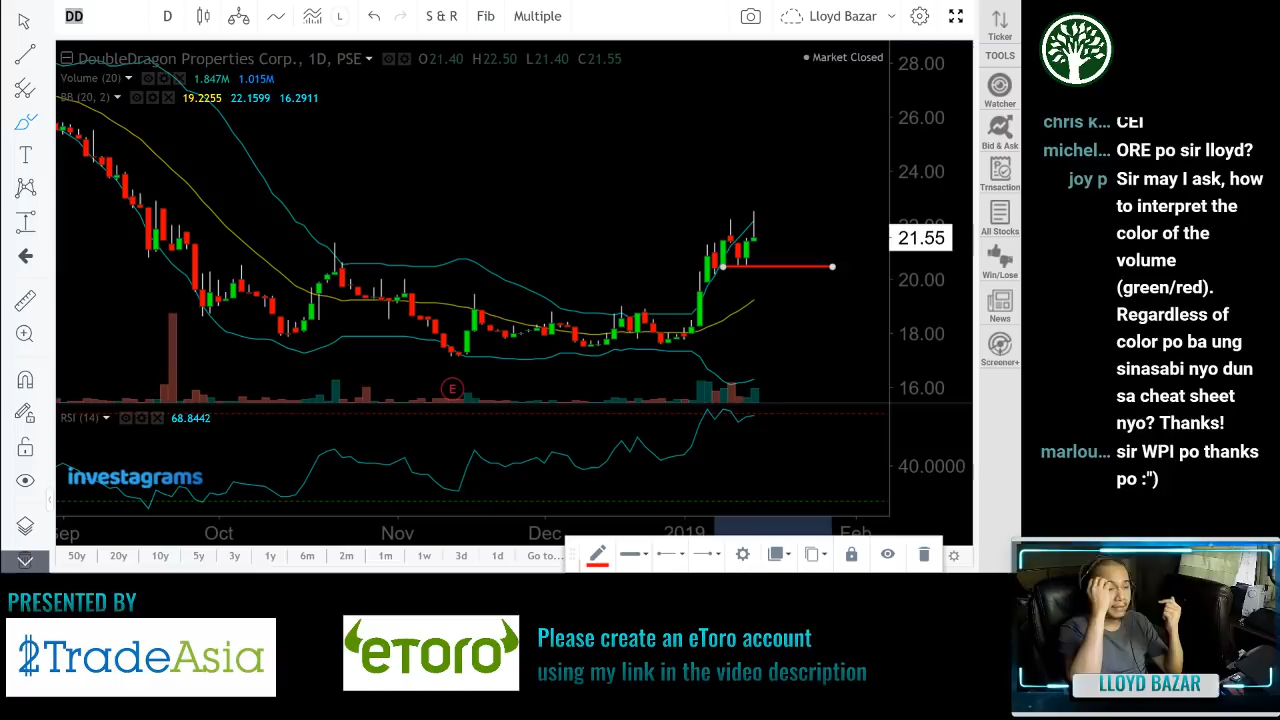 DD
D
L
S & R
Fib
Multiple
Lloyd Bazar
Ticker
TOOLS
Watcher
Bid & Ask
Trnsaction
All Stocks
Win/Lose
News
Screener+
DoubleDragon Properties Corp., 1D, PSE
O21.40 H22.50 L21.40 C21.55
Market Closed
Volume (20)
1.847M 1.015M
BB (20, 2)
19.2255 22.1599 16.2911
28.00
26.00
24.00
22.00
21.55
20.00
18.00
16.00
E
RSI (14)
68.8442
40.0000
investagrams
Sep
Oct
Nov
Dec
2019
Feb
50y
20y
10y
5y
3y
1y
6m
2m
1m
1w
3d
1d
Go to...
chris k... CEI
michel... ORE po sir lloyd?
joy p Sir may I ask, how
to interpret the
color of the
volume
(green/red).
Regardless of
color po ba ung
sinasabi nyo dun
sa cheat sheet
nyo? Thanks!
marlou... sir WPI po thanks
po :")
LLOYD BAZAR
PRESENTED BY
2TradeAsia
eToro
Please create an eToro account
using my link in the video description